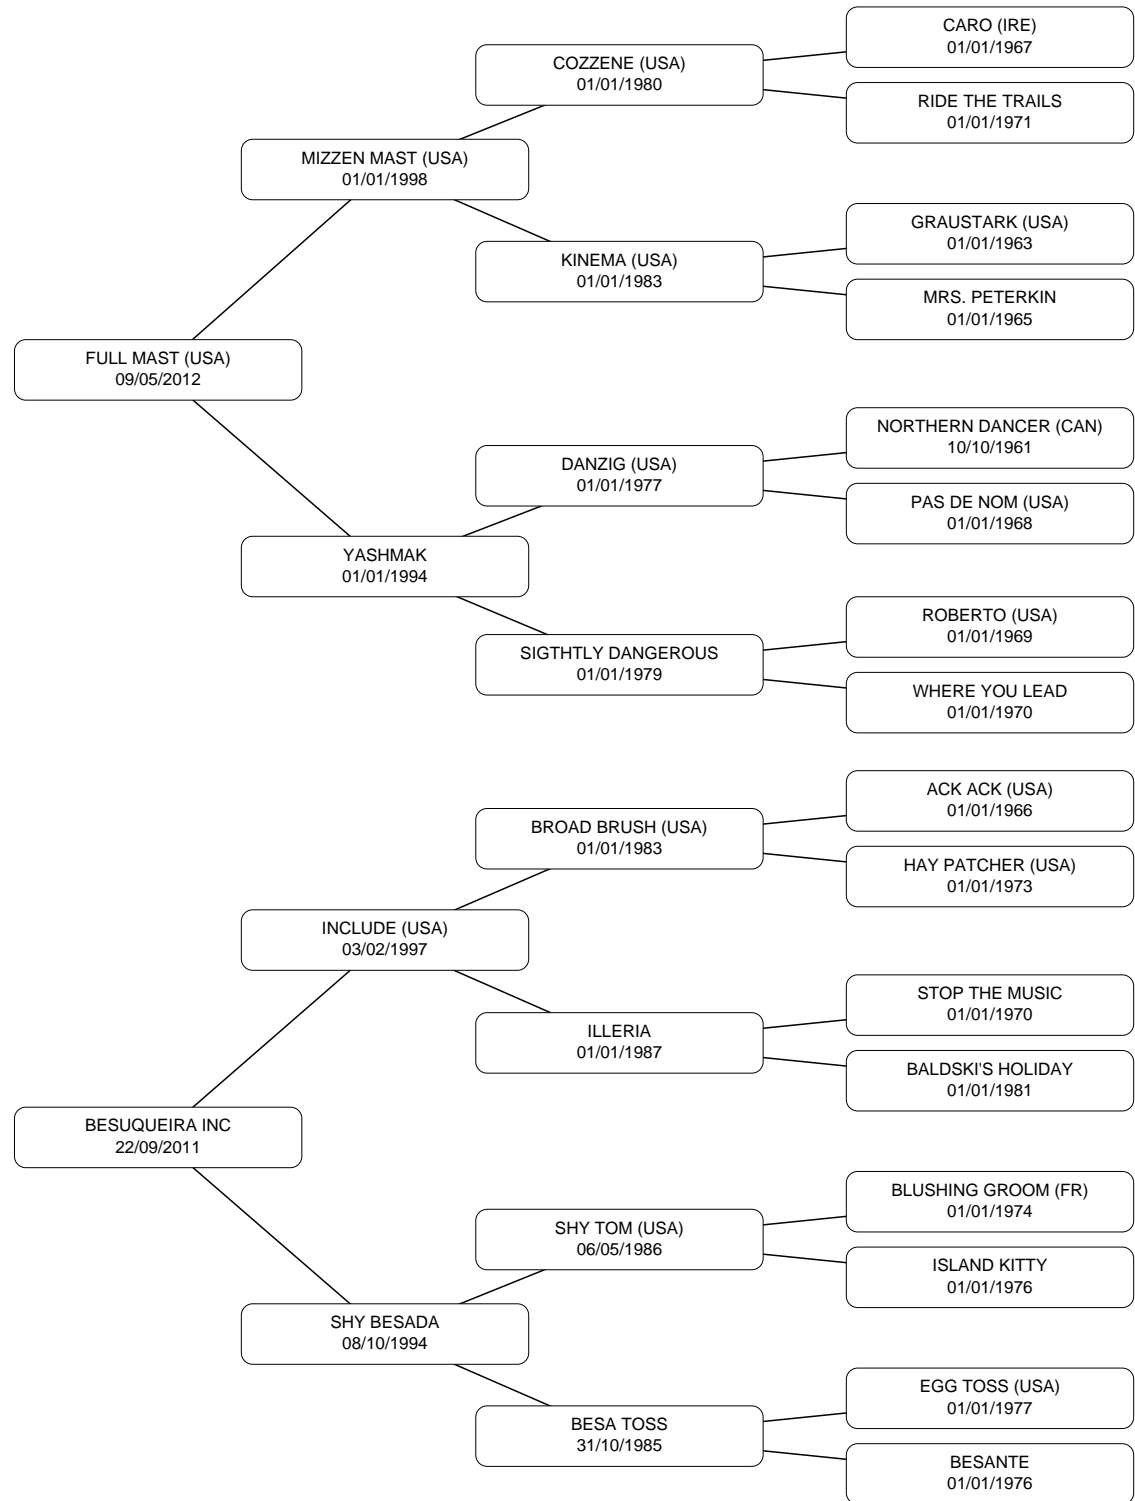 CARO (IRE)
01/01/1967
COZZENE (USA)
01/01/1980
RIDE THE TRAILS
01/01/1971
MIZZEN MAST (USA)
01/01/1998
GRAUSTARK (USA)
01/01/1963
KINEMA (USA)
01/01/1983
MRS. PETERKIN
01/01/1965
FULL MAST (USA)
09/05/2012
NORTHERN DANCER (CAN)
10/10/1961
DANZIG (USA)
01/01/1977
PAS DE NOM (USA)
01/01/1968
YASHMAK
01/01/1994
ROBERTO (USA)
01/01/1969
SIGTHTLY DANGEROUS
01/01/1979
WHERE YOU LEAD
01/01/1970
ACK ACK (USA)
01/01/1966
BROAD BRUSH (USA)
01/01/1983
HAY PATCHER (USA)
01/01/1973
INCLUDE (USA)
03/02/1997
STOP THE MUSIC
01/01/1970
ILLERIA
01/01/1987
BALDSKI'S HOLIDAY
01/01/1981
BESUQUEIRA INC
22/09/2011
BLUSHING GROOM (FR)
01/01/1974
SHY TOM (USA)
06/05/1986
ISLAND KITTY
01/01/1976
SHY BESADA
08/10/1994
EGG TOSS (USA)
01/01/1977
BESA TOSS
31/10/1985
BESANTE
01/01/1976